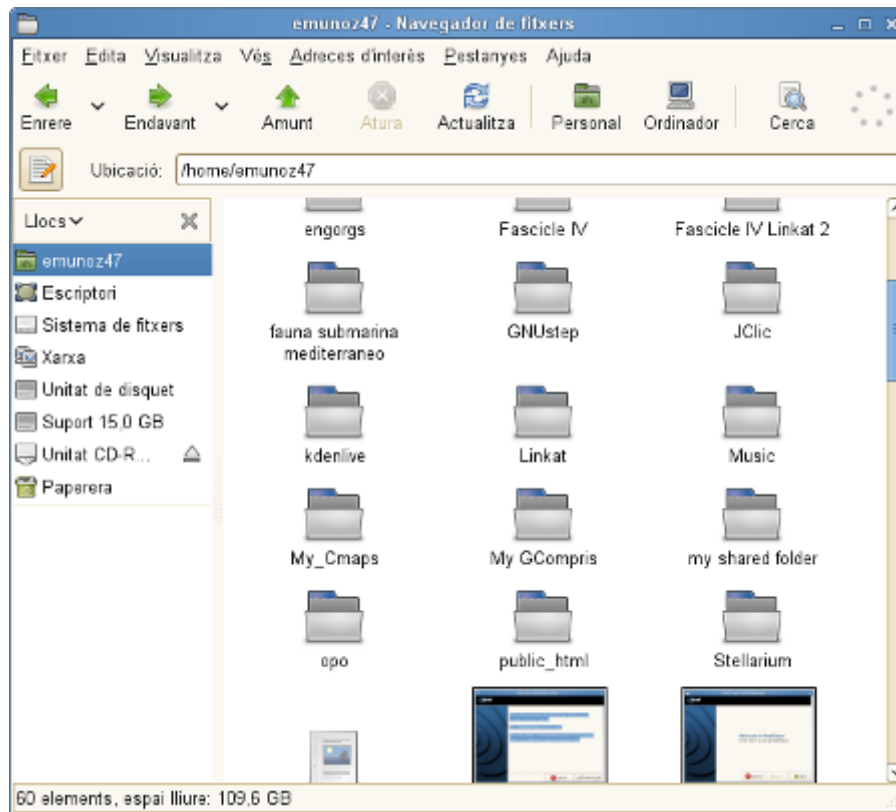 emunoz47 - Navegador de fitxers
Fitxer Edita Visualitza Vés Adreces d'interès Pestanyes Ajuda
Enrere Endavant Amunt Atura Actualitza Personal Ordinador Cerca
Ubicació: /home/emunoz47
Llocs
emunoz47
Escriptori
Sistema de fitxers
Xarxa
Unitat de disquet
Suport 15,0 GB
Unitat CD-R...
Paperera
engorgs Fascicle IV Fascicle IV Linkat 2
fauna submarina
mediterraneo
GNUstep JClic
kdenlive Linkat Music
My_Cmaps My GCompris my shared folder
opo public_html Stellarium
60 elements, espai lliure: 109,6 GB